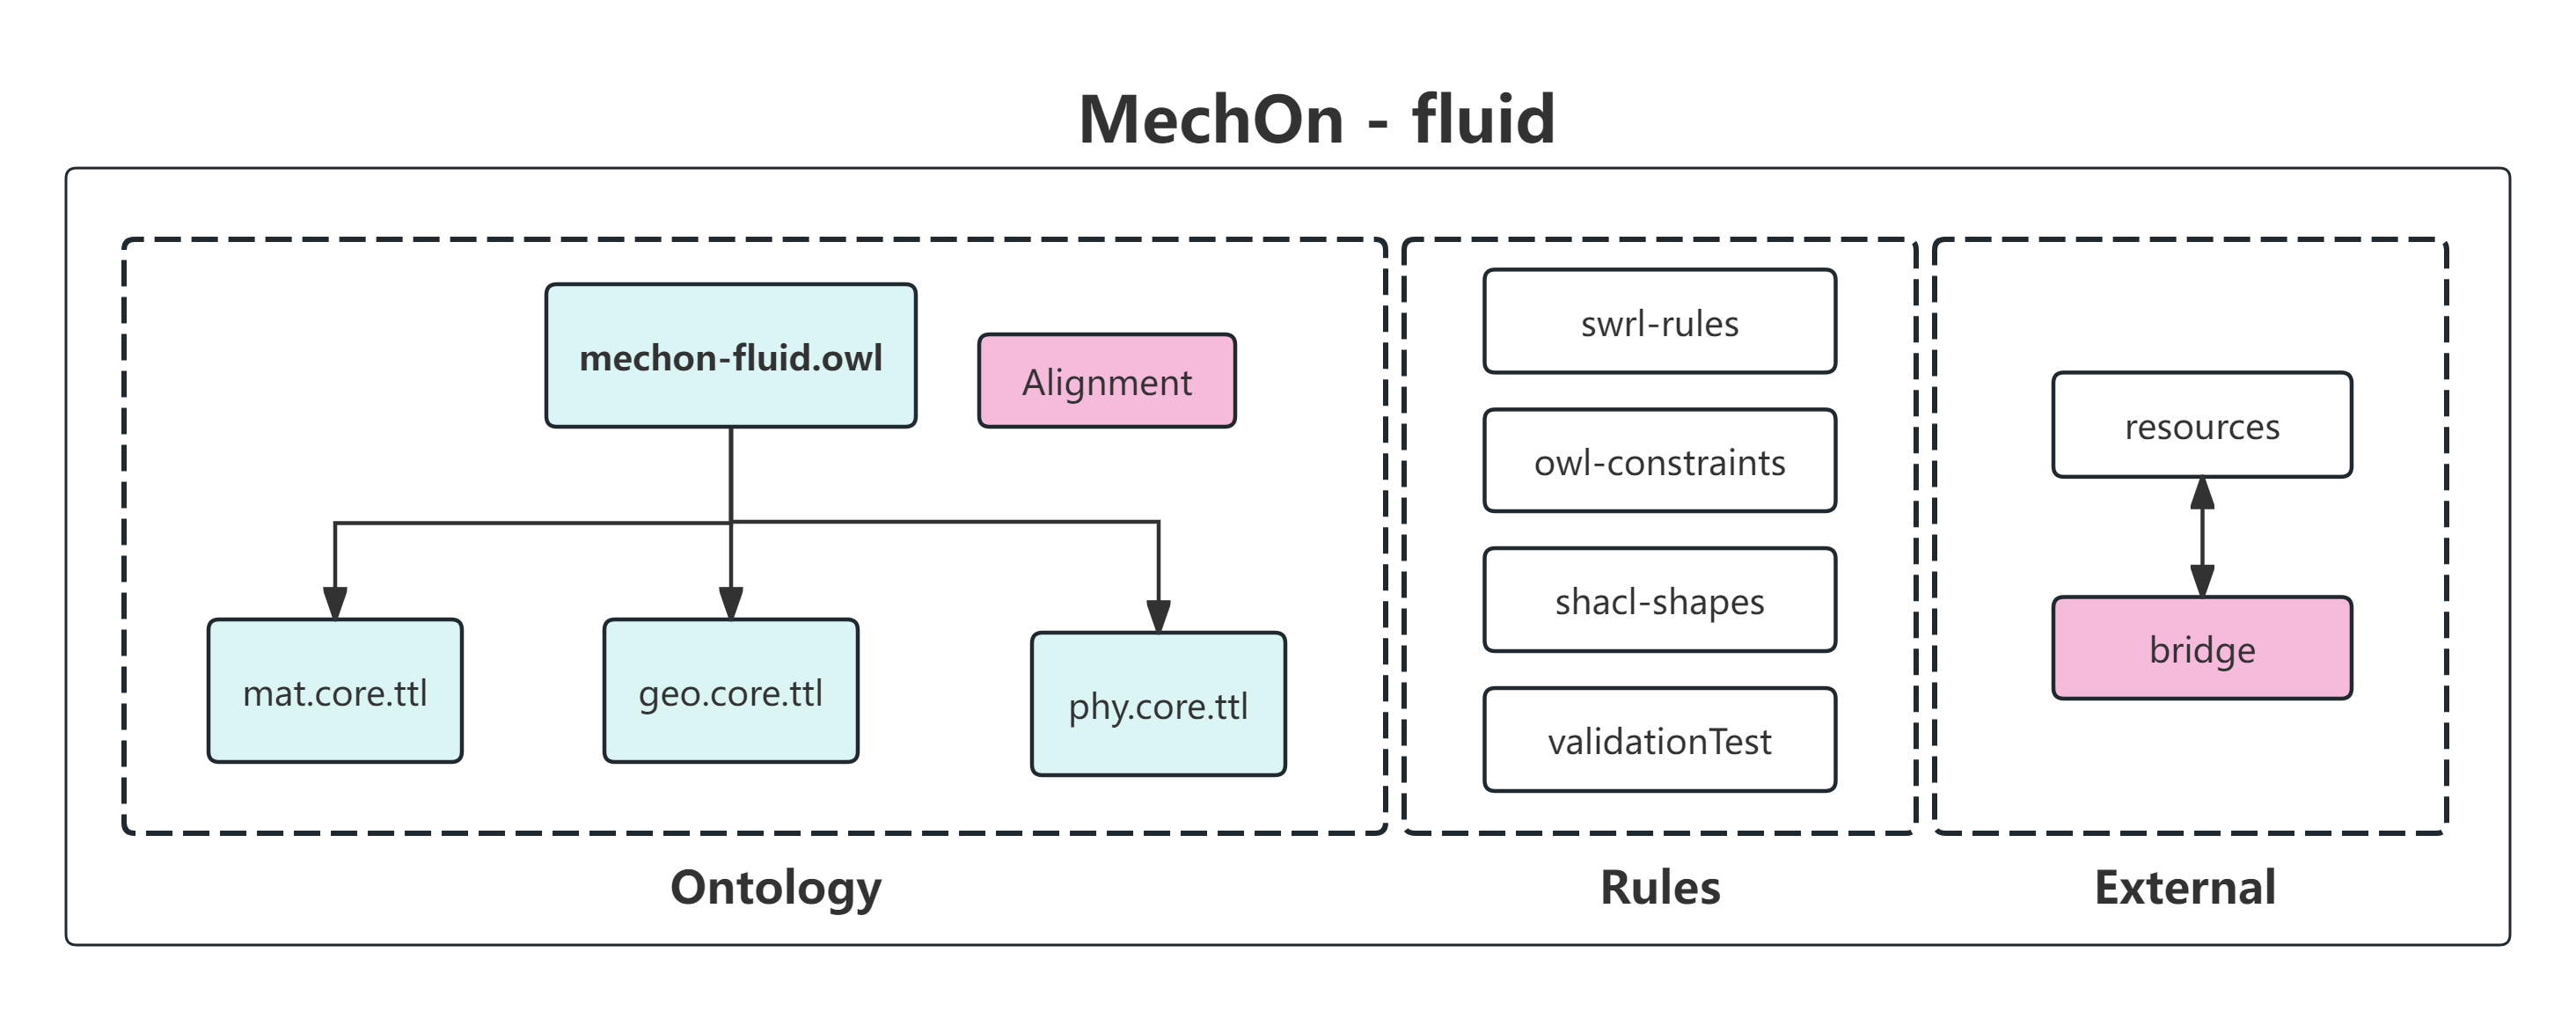 MechOn - fluid
mechon-fluid.owl
Alignment
mat.core.ttl
geo.core.ttl
phy.core.ttl
Ontology
swrl-rules
owl-constraints
shacl-shapes
validationTest
Rules
resources
bridge
External